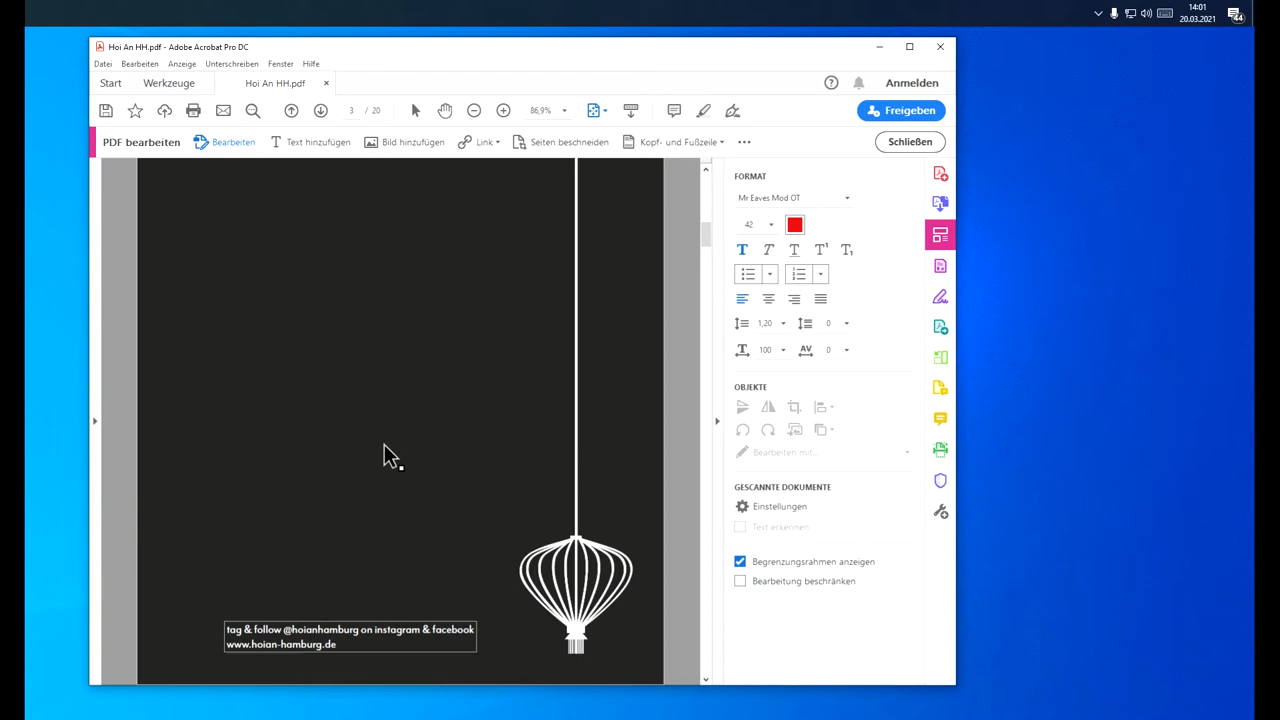 14:01
20.03.2021
44
Hoi An HH.pdf - Adobe Acrobat Pro DC
Datei Bearbeiten Anzeige Unterschreiben Fenster Hilfe
Start Werkzeuge Hoi An HH.pdf × Anmelden
3 / 20 86,9% Freigeben
PDF bearbeiten Bearbeiten Text hinzufügen Bild hinzufügen Link Seiten beschneiden Kopf- und Fußzeile ••• Schließen
FORMAT
Mr Eaves Mod OT
42
1,20 0
100 0
OBJEKTE
Bearbeiten mit...
GESCANNTE DOKUMENTE
Einstellungen
Text erkennen
Begrenzungsrahmen anzeigen
Bearbeitung beschränken
tag & follow @hoianhamburg on instagram & facebook
www.hoian-hamburg.de